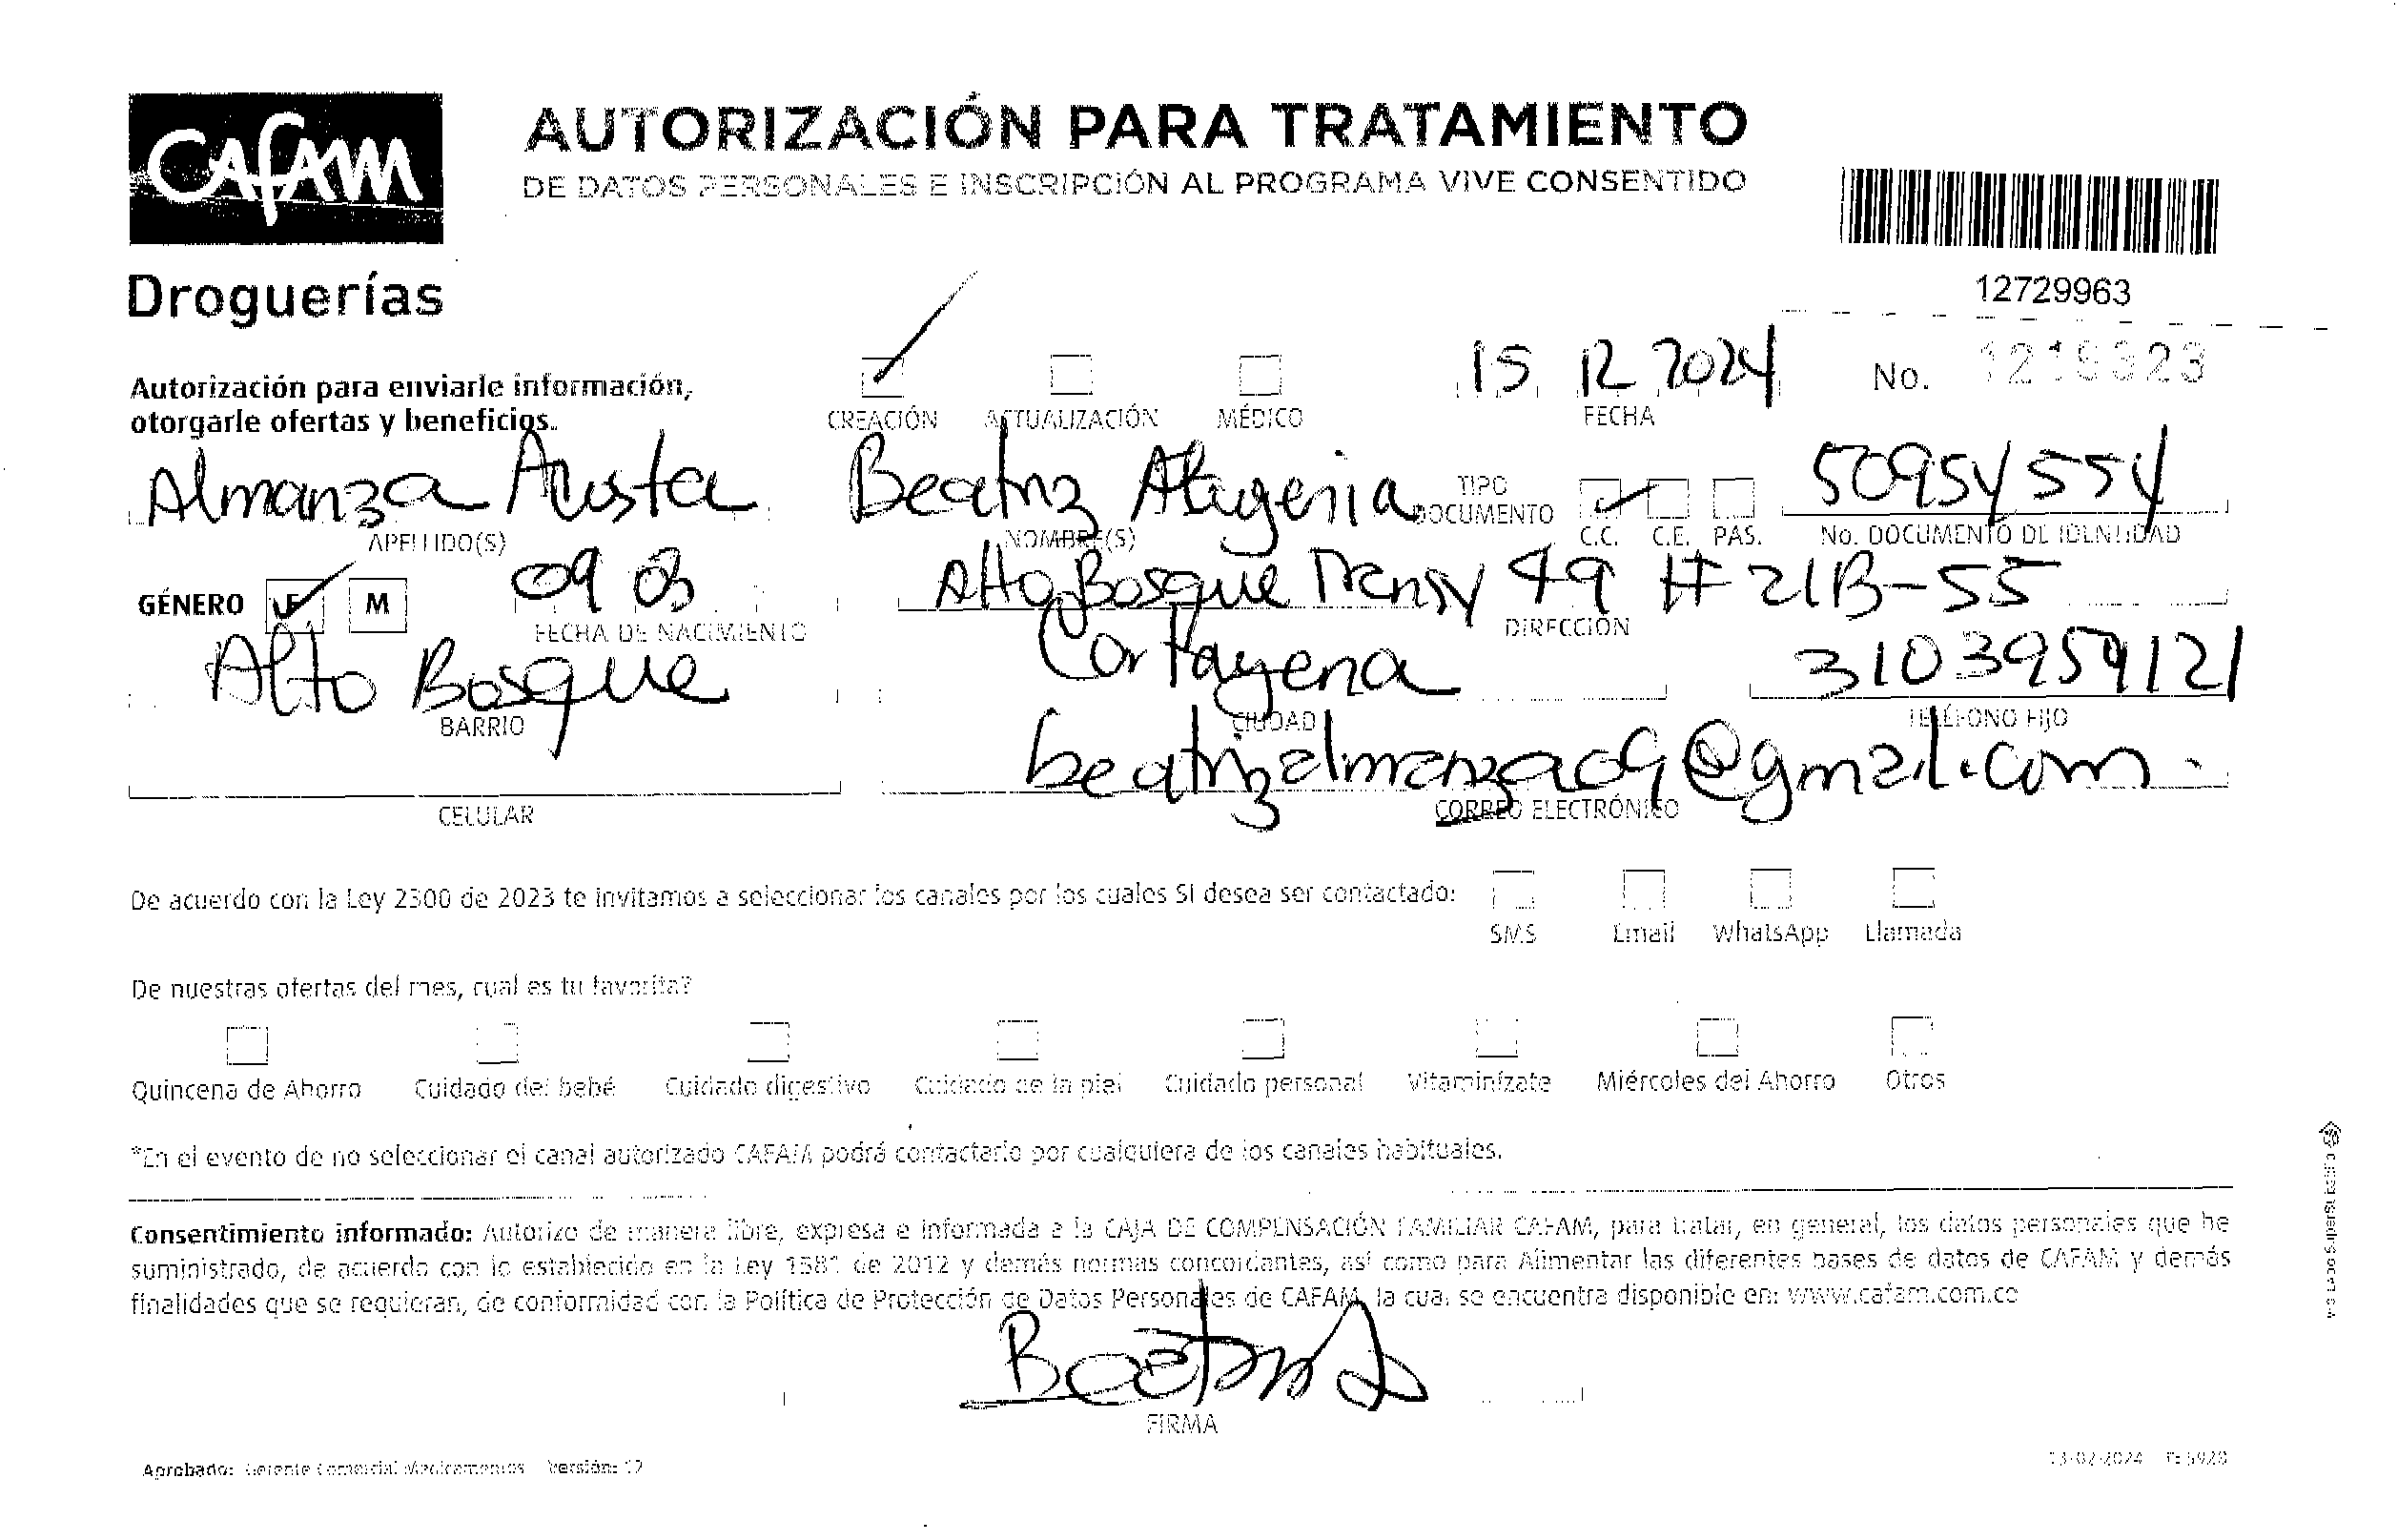 CAFAM
Droguerías
AUTORIZACIÓN PARA TRATAMIENTO
DE DATOS PERSONALES E INSCRIPCIÓN AL PROGRAMA VIVE CONSENTIDO
12729963
Autorización para enviarle información,
otorgarle ofertas y beneficios.
CREACIÓN ACTUALIZACIÓN MÉDICO
15 12 2024
FECHA
No.
Almanza Beatriz
TIPO DOCUMENTO
C.C. C.E. PAS.
50954554
APELLIDO(S) NOMBRE(S) No. DOCUMENTO DE IDENTIDAD
GÉNERO F M
09 03
Alto Bosque Transv 49 # 21B-55
FECHA DE NACIMIENTO DIRECCIÓN
Alto Bosque Cartagena 3103959121
BARRIO CIUDAD TELÉFONO FIJO
beatrizalmanza09@gmail.com
CELULAR CORREO ELECTRÓNICO
De acuerdo con la Ley 2300 de 2023 te invitamos a seleccionar los canales por los cuales SI desea ser contactado:
SMS Email WhatsApp Llamada
De nuestras ofertas del mes, cual es tu favorita?
Quincena de Ahorro Cuidado del bebé Cuidado digestivo Cuidado de la piel Cuidado personal Vitaminízate Miércoles del Ahorro Otros
*En el evento de no seleccionar el canal autorizado CAFAM podrá contactarlo por cualquiera de los canales habituales.
Consentimiento informado: Autorizo de manera libre, expresa e informada a la CAJA DE COMPENSACIÓN FAMILIAR CAFAM, para tratar, en general, los datos personales que he
suministrado, de acuerdo con lo establecido en la Ley 1581 de 2012 y demás normas concordantes, así como para Alimentar las diferentes bases de datos de CAFAM y demás
finalidades que se requieran, de conformidad con la Política de Protección de Datos Personales de CAFAM, la cual se encuentra disponible en: www.cafam.com.co
FIRMA
Aprobado: Gerente Comercial Medicamentos Versión: 12
13-02-2024